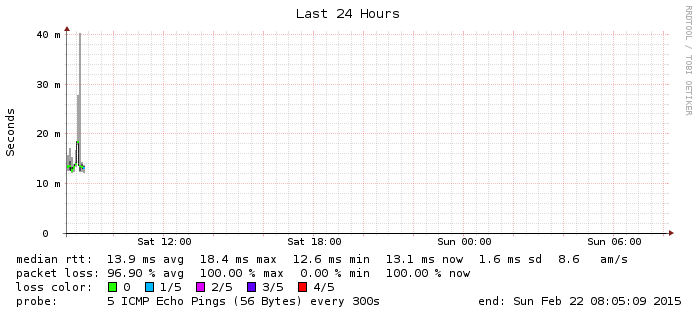 Last 24 Hours
RRDTOOL / TOBI OETIKER
Seconds
40 m
30 m
20 m
10 m
0
Sat 12:00 Sat 18:00 Sun 00:00 Sun 06:00
median rtt: 13.9 ms avg 18.4 ms max 12.6 ms min 13.1 ms now 1.6 ms sd 8.6 am/s
packet loss: 96.90 % avg 100.00 % max 0.00 % min 100.00 % now
loss color: 0 1/5 2/5 3/5 4/5
probe: 5 ICMP Echo Pings (56 Bytes) every 300s end: Sun Feb 22 08:05:09 2015